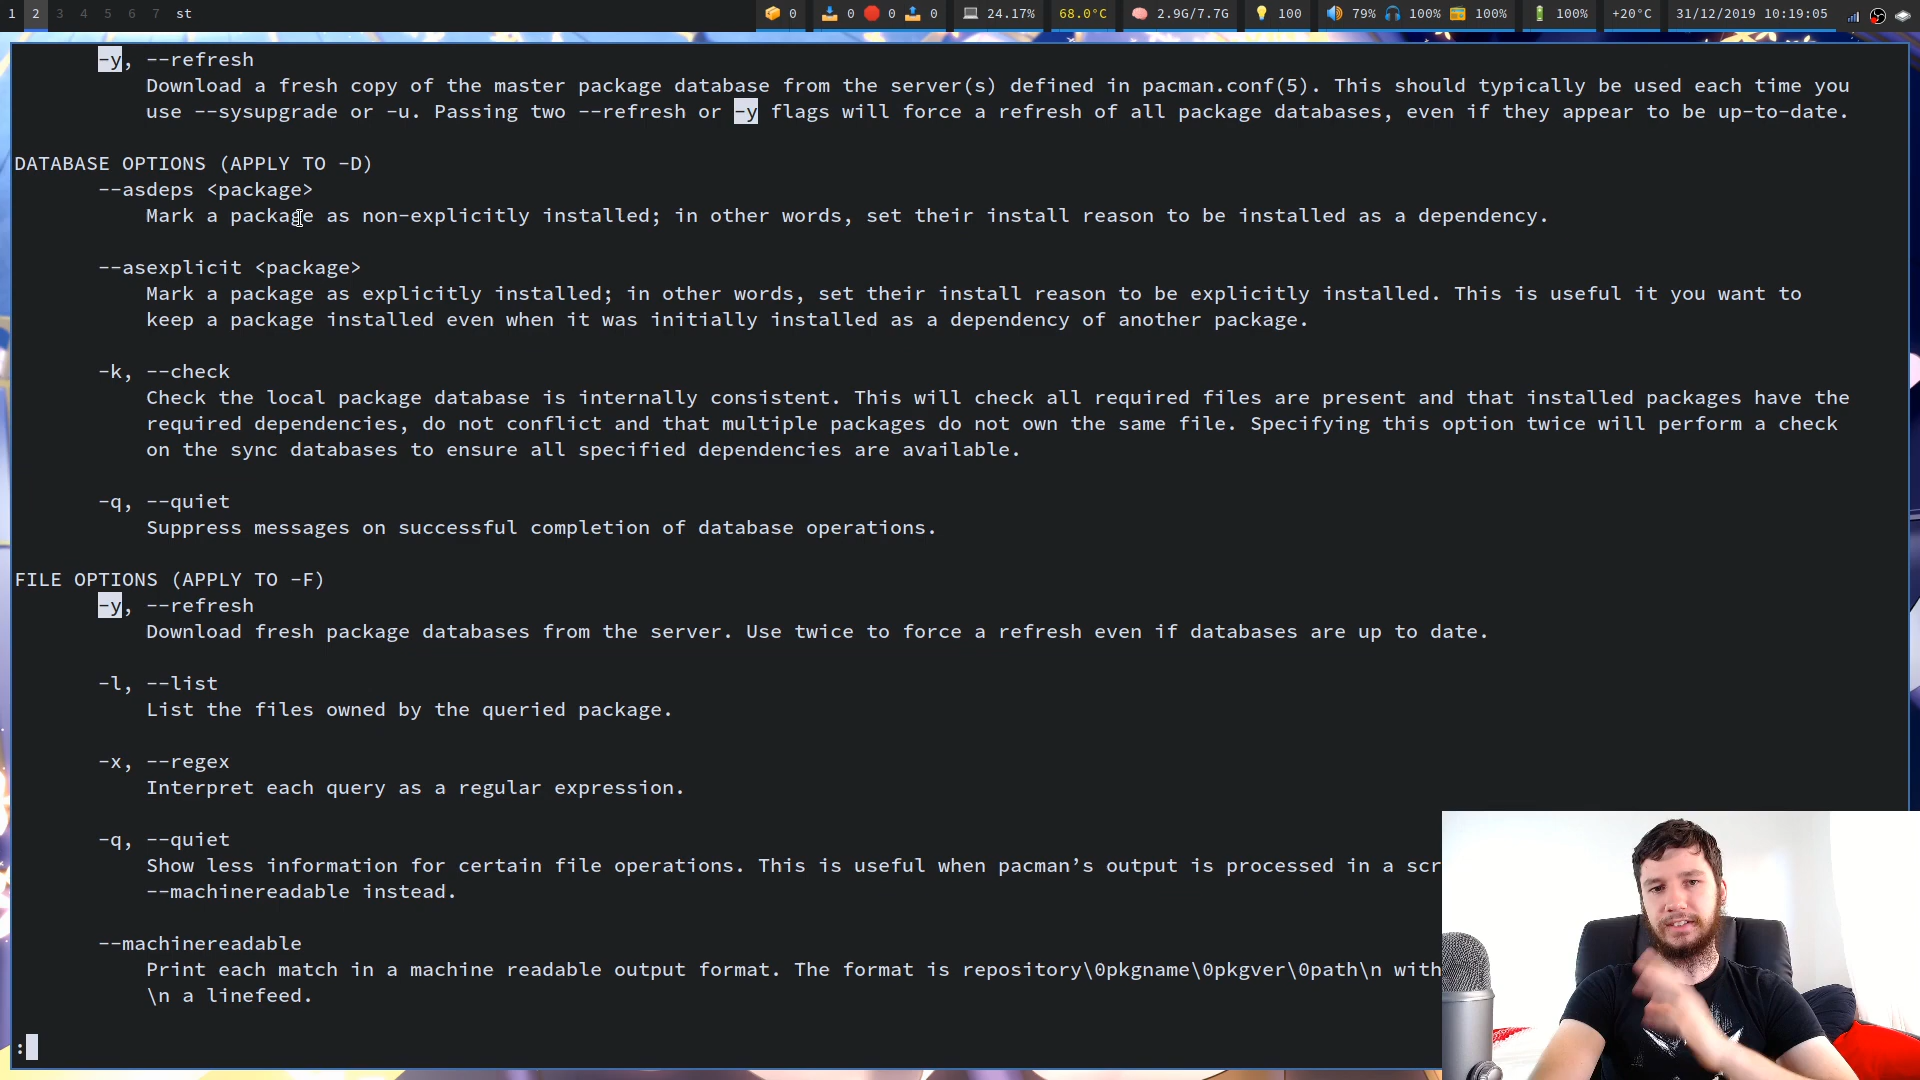 1 2 3 4 5 6 7 st 0 0 0 0 24.17% 68.0°C 2.9G/7.7G 100 79% 100% 100% 100% +20°C 31/12/2019 10:19:05
-y, --refresh
Download a fresh copy of the master package database from the server(s) defined in pacman.conf(5). This should typically be used each time you
use --sysupgrade or -u. Passing two --refresh or -y flags will force a refresh of all package databases, even if they appear to be up-to-date.
DATABASE OPTIONS (APPLY TO -D)
--asdeps <package>
Mark a package as non-explicitly installed; in other words, set their install reason to be installed as a dependency.
--asexplicit <package>
Mark a package as explicitly installed; in other words, set their install reason to be explicitly installed. This is useful it you want to
keep a package installed even when it was initially installed as a dependency of another package.
-k, --check
Check the local package database is internally consistent. This will check all required files are present and that installed packages have the
required dependencies, do not conflict and that multiple packages do not own the same file. Specifying this option twice will perform a check
on the sync databases to ensure all specified dependencies are available.
-q, --quiet
Suppress messages on successful completion of database operations.
FILE OPTIONS (APPLY TO -F)
-y, --refresh
Download fresh package databases from the server. Use twice to force a refresh even if databases are up to date.
-l, --list
List the files owned by the queried package.
-x, --regex
Interpret each query as a regular expression.
-q, --quiet
Show less information for certain file operations. This is useful when pacman’s output is processed in a scr
--machinereadable instead.
--machinereadable
Print each match in a machine readable output format. The format is repository\0pkgname\0pkgver\0path\n with
\n a linefeed.
: